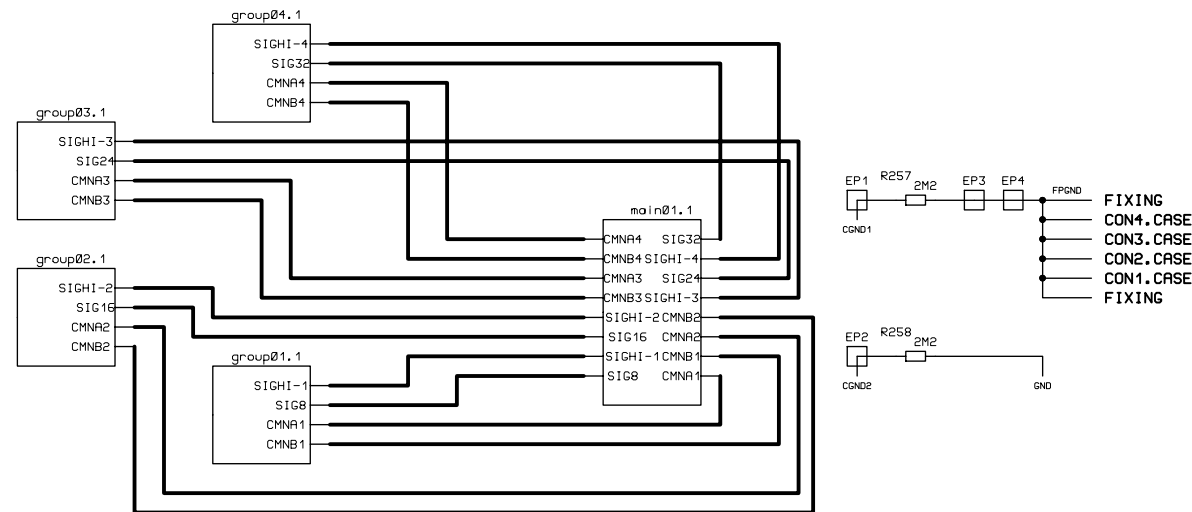 group04.1
SIGHI-4
SIG32
CMNA4
CMNB4
group03.1
SIGHI-3
SIG24
CMNA3
CMNB3
group02.1
SIGHI-2
SIG16
CMNA2
CMNB2
group01.1
SIGHI-1
SIG8
CMNA1
CMNB1
main01.1
CMNA4 SIG32
CMNB4 SIGHI-4
CMNA3 SIG24
CMNB3 SIGHI-3
SIGHI-2 CMNB2
SIG16 CMNA2
SIGHI-1 CMNB1
SIG8 CMNA1
EP1 R257 2M2 EP3 EP4 FPGND
CGND1
FIXING
CON4.CASE
CON3.CASE
CON2.CASE
CON1.CASE
FIXING
EP2 R258 2M2
CGND2 GND